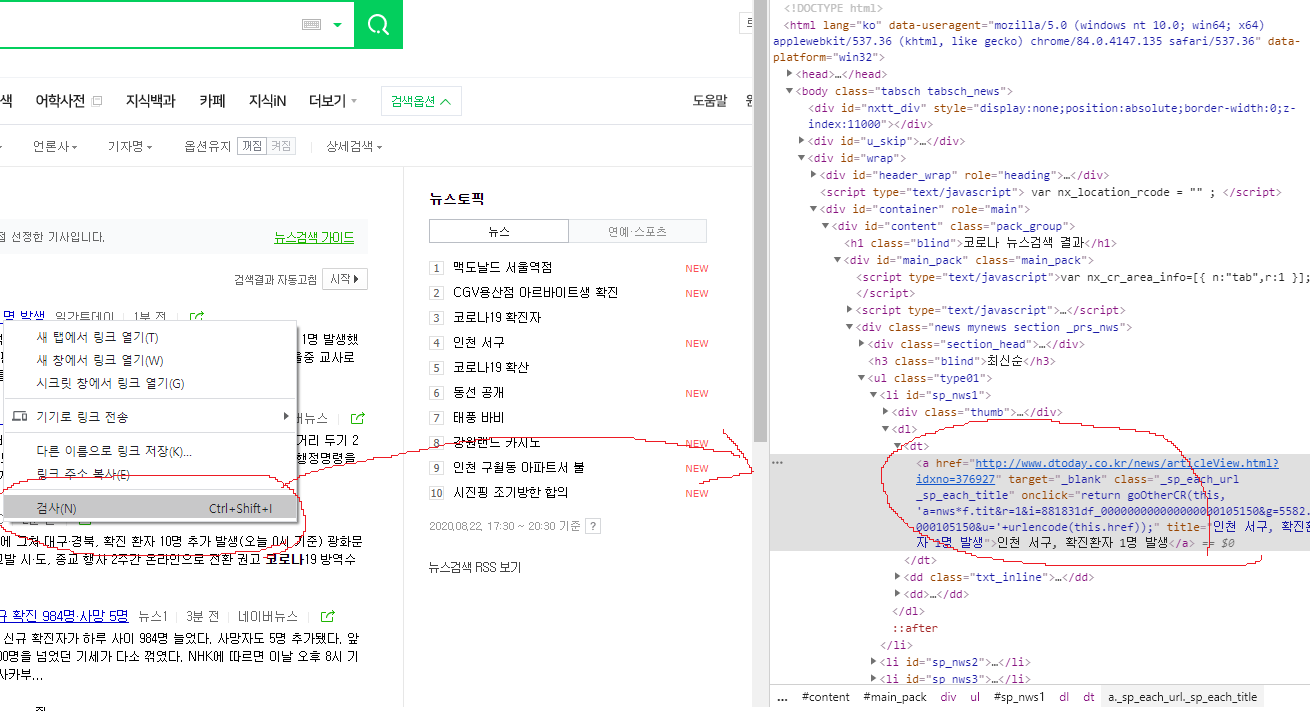 색 어학사전 지식백과 카페 지식iN 더보기 검색옵션 도움말
언론사 기자명 옵션유지 꺼짐 켜짐 상세검색
접 선정한 기사입니다. 뉴스검색 가이드
검색결과 자동고침 시작
명 발생 일간투데이 1분 전
1명 발생했
울중 교사로
새 탭에서 링크 열기(T)
새 창에서 링크 열기(W)
시크릿 창에서 링크 열기(G)
기기로 링크 전송
다른 이름으로 링크 저장(K)...
링크 주소 복사(E)
검사(N) Ctrl+Shift+I
버뉴스
거리 두기 2
행정명령을
에 그쳐 대구·경북, 확진 환자 10명 추가 발생(오늘 0시 기준) 광화문
고발 시·도, 종교 행사 2주간 온라인으로 전환 권고 코로나19 방역수
규 확진 984명·사망 5명 뉴스1 3분 전 네이버뉴스
신규 확진자가 하루 사이 984명 늘었다. 사망자도 5명 추가됐다. 앞
00명을 넘었던 기세가 다소 꺾였다. NHK에 따르면 이날 오후 8시 기
사카부...
뉴스토픽
뉴스 연예·스포츠
1 맥도날드 서울역점 NEW
2 CGV용산점 아르바이트생 확진 NEW
3 코로나19 확진자
4 인천 서구 NEW
5 코로나19 확산
6 동선 공개 NEW
7 태풍 바비
8 강원랜드 카지노 NEW
9 인천 구월동 아파트서 불 NEW
10 시진핑 조기방한 합의 NEW
2020.08.22. 17:30 ~ 20:30 기준 ?
뉴스검색 RSS 보기
<!DOCTYPE html>
<html lang="ko" data-useragent="mozilla/5.0 (windows nt 10.0; win64; x64)
applewebkit/537.36 (khtml, like gecko) chrome/84.0.4147.135 safari/537.36" data-
platform="win32">
<head>…</head>
<body class="tabsch tabsch_news">
<div id="nxtt_div" style="display:none;position:absolute;border-width:0;z-
index:11000"></div>
<div id="u_skip">…</div>
<div id="wrap">
<div id="header_wrap" role="heading">…</div>
<script type="text/javascript"> var nx_location_rcode = "" ; </script>
<div id="container" role="main">
<div id="content" class="pack_group">
<h1 class="blind">코로나 뉴스검색 결과</h1>
<div id="main_pack" class="main_pack">
<script type="text/javascript">var nx_cr_area_info=[{ n:"tab",r:1 }];
</script>
<script type="text/javascript">…</script>
<div class="news mynews section _prs_nws">
<div class="section_head">…</div>
<h3 class="blind">최신순</h3>
<ul class="type01">
<li id="sp_nws1">
<div class="thumb">…</div>
<dl>
<dt>
<a href="http://www.dtoday.co.kr/news/articleView.html?
idxno=376927" target="_blank" class="_sp_each_url
_sp_each_title" onclick="return goOtherCR(this,
'a=nws*f.tit&r=1&i=881831df_000000000000000000105150&g=5582.
000105150&u='+urlencode(this.href));" title="인천 서구, 확진환
자 1명 발생">인천 서구, 확진환자 1명 발생</a> == $0
</dt>
<dd class="txt_inline">…</dd>
<dd>…</dd>
</dl>
::after
</li>
<li id="sp_nws2">…</li>
<li id="sp_nws3">…</li>
... #content #main_pack div ul #sp_nws1 dl dt a._sp_each_url._sp_each_title